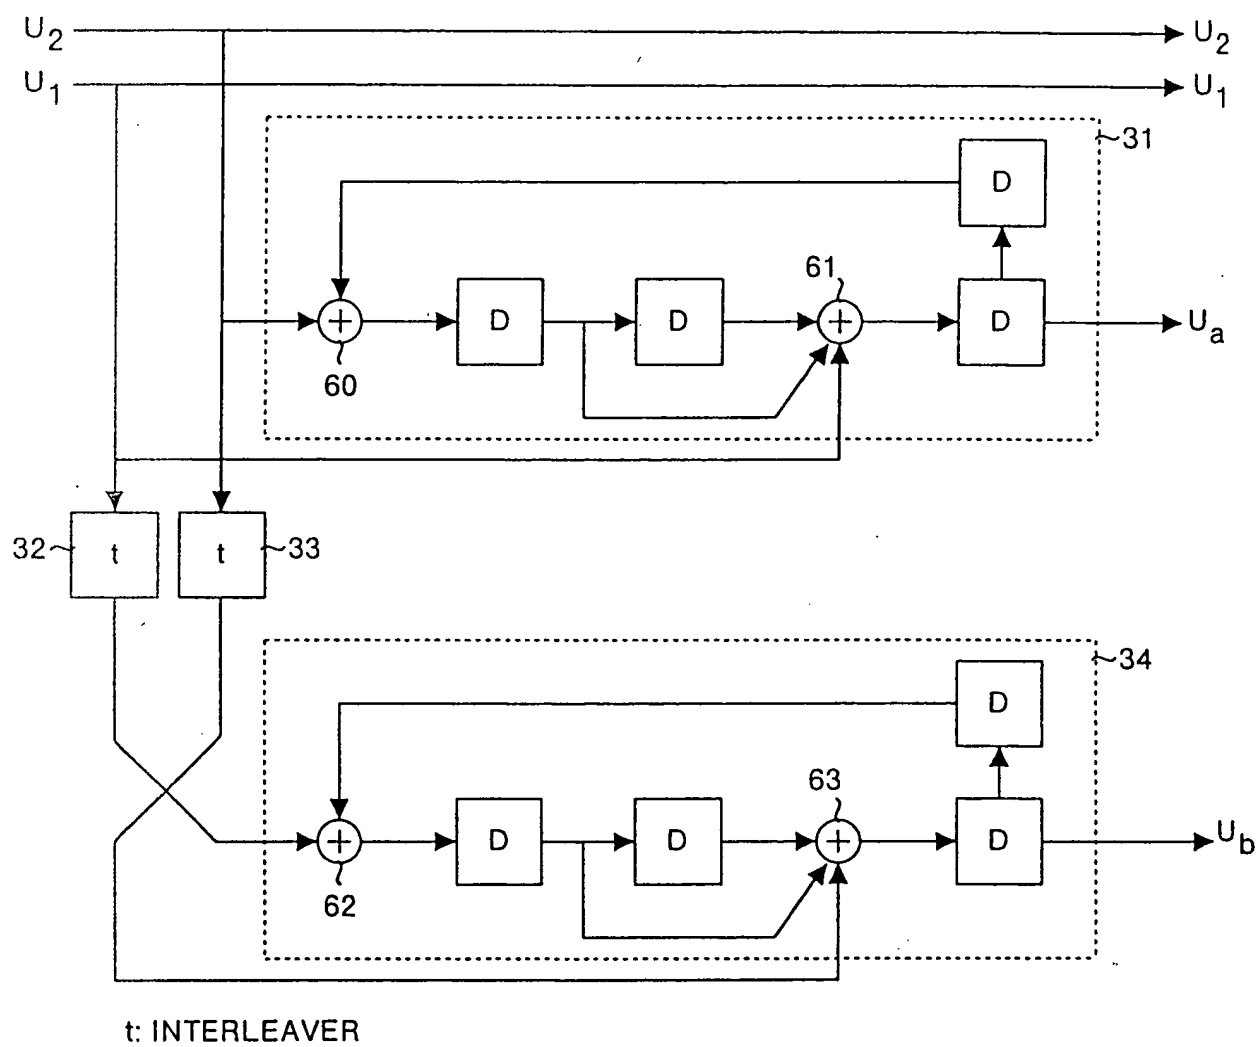 U2 U2
U1 U1
31
D
61
D D D Ua
60
32 t t 33
34
D
63
D D D Ub
62
t: INTERLEAVER